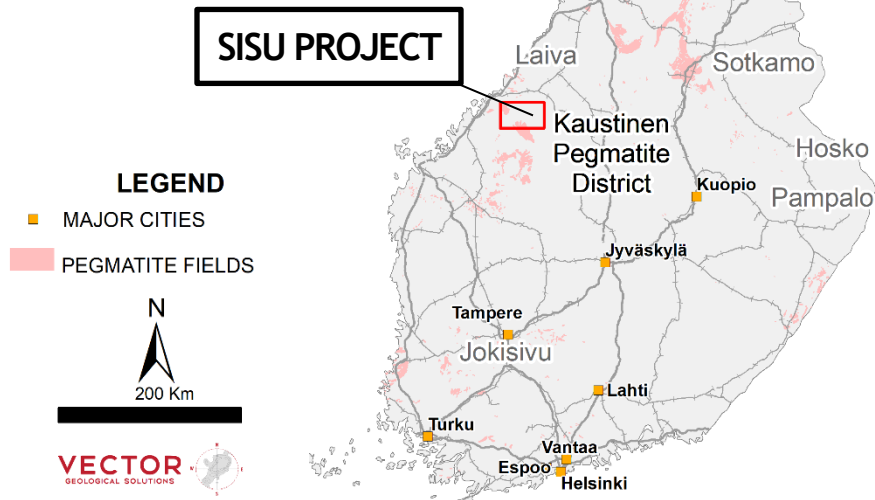 SISU PROJECT
Laiva
Sotkamo
Kaustinen
Pegmatite
District
Hosko
Kuopio
Pampalo
LEGEND
MAJOR CITIES
PEGMATITE FIELDS
Jyväskylä
N
200 Km
Tampere
Jokisivu
Lahti
Turku
Vantaa
Espoo
Helsinki
VECTOR
GEOLOGICAL SOLUTIONS